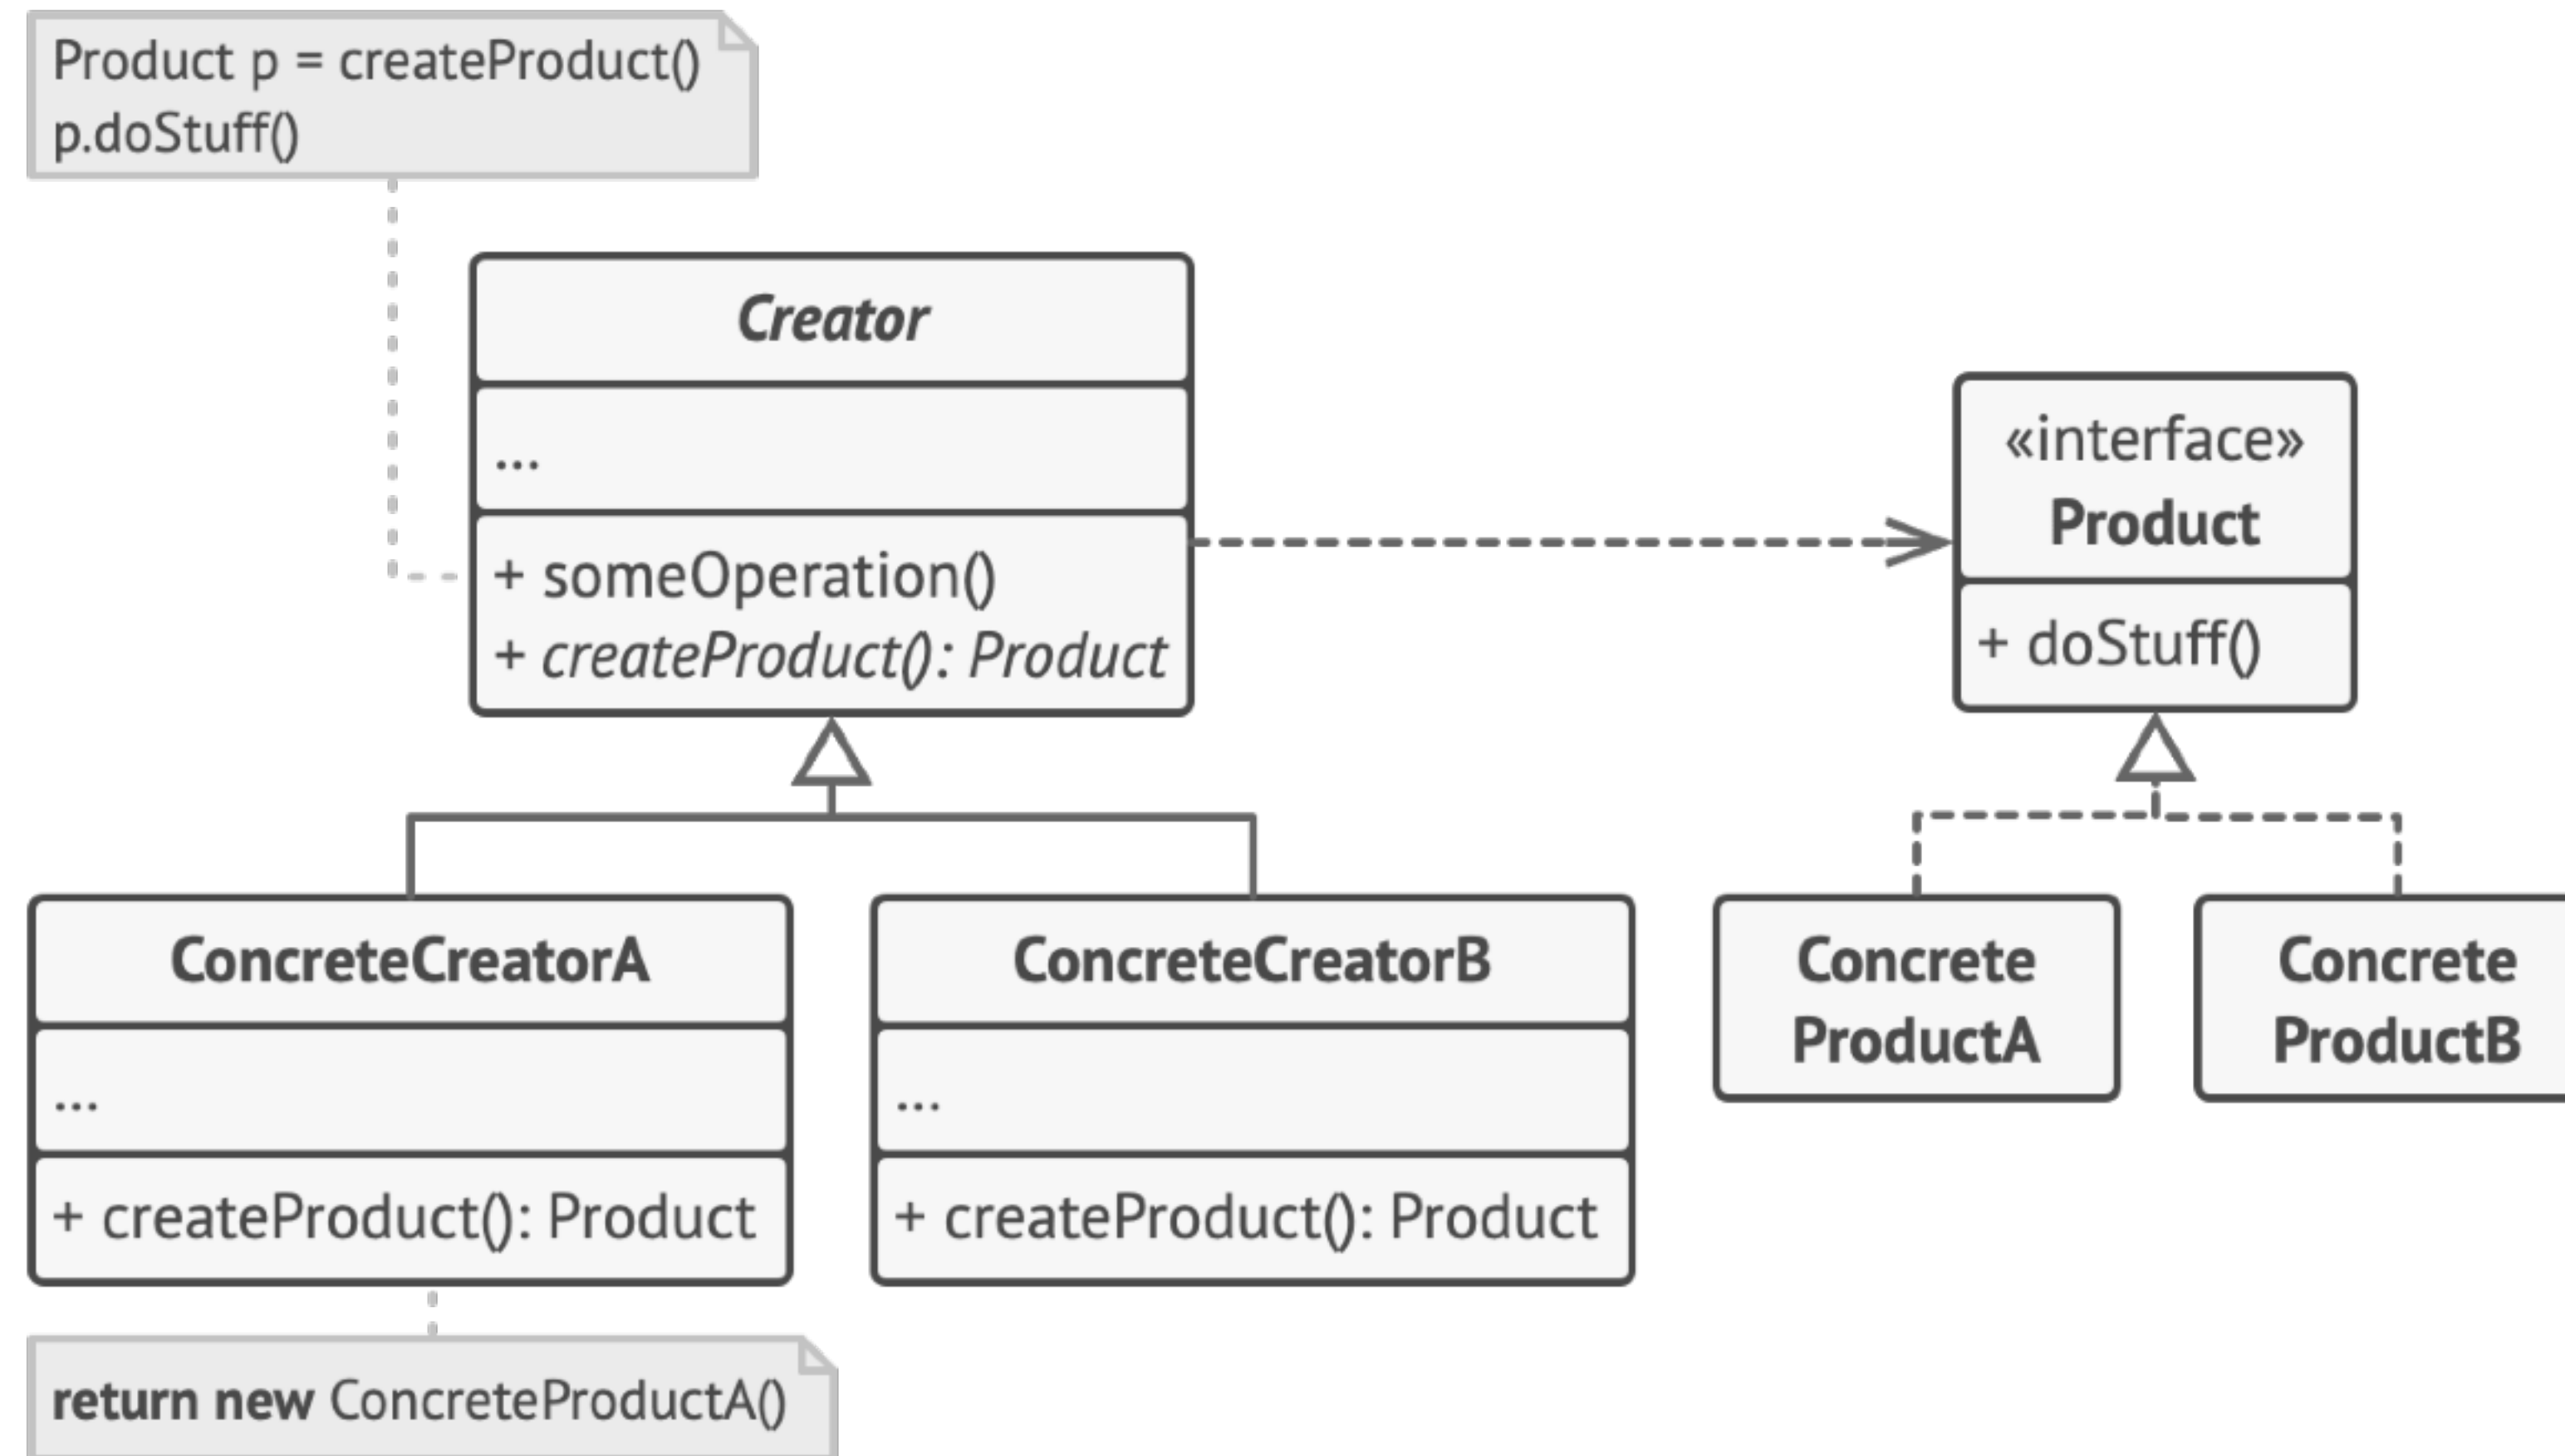 Product p = createProduct()
p.doStuff()
Creator
...
+ someOperation()
+ createProduct(): Product
«interface»
Product
+ doStuff()
ConcreteCreatorA
...
+ createProduct(): Product
ConcreteCreatorB
...
+ createProduct(): Product
Concrete
ProductA
Concrete
ProductB
return new ConcreteProductA()